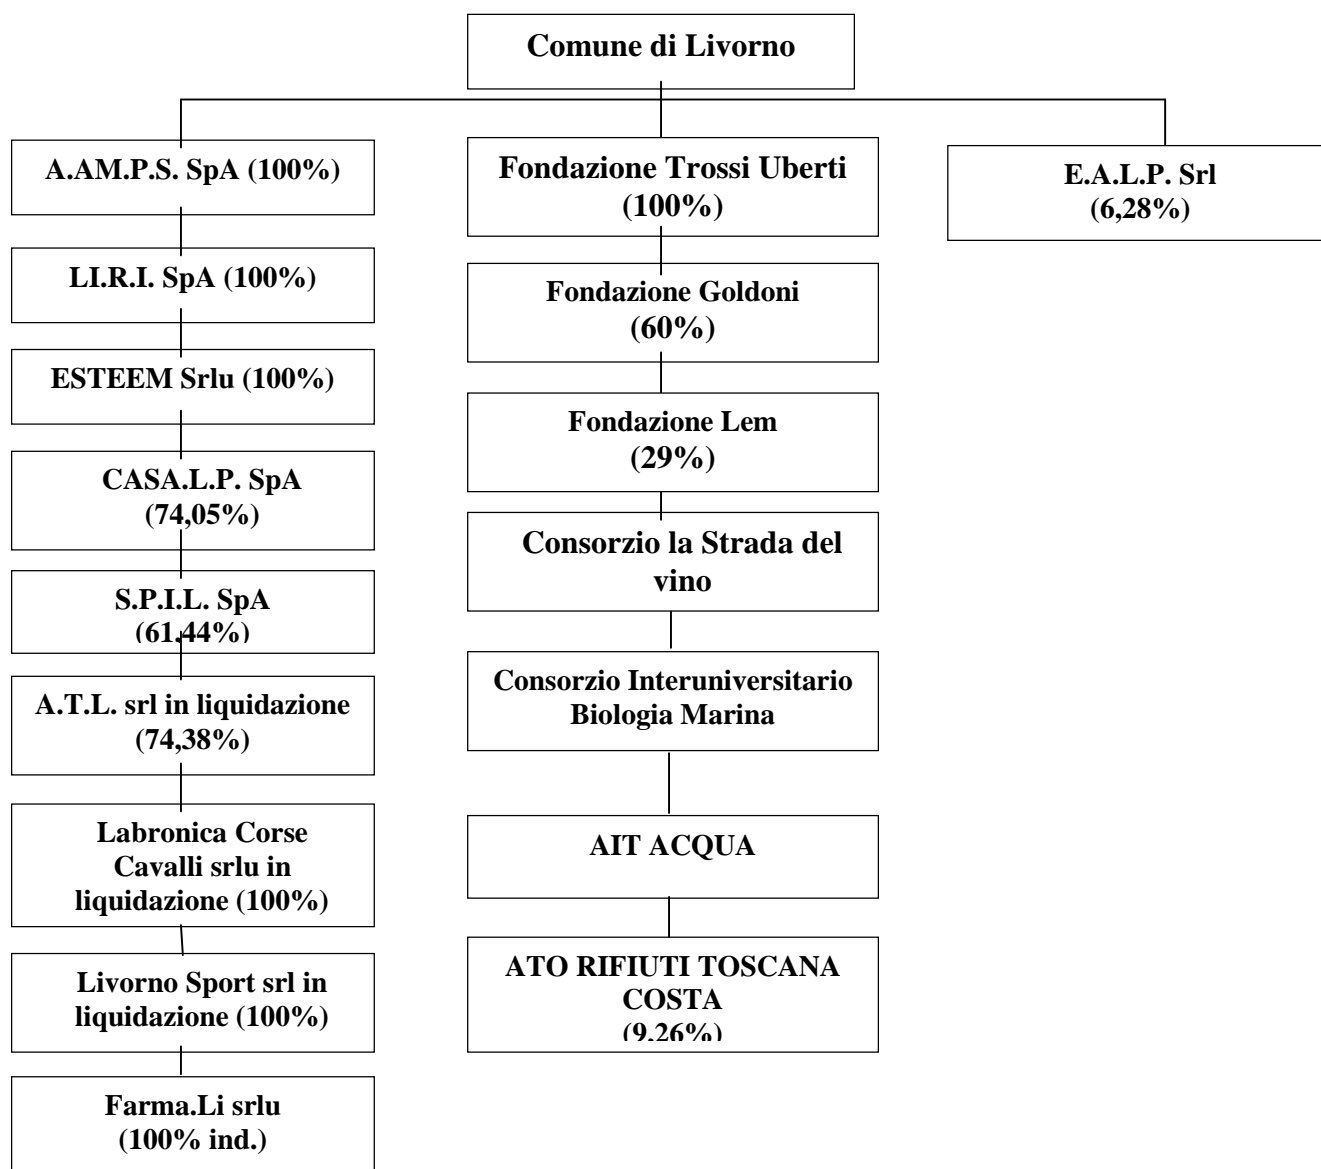 Comune di Livorno
A.AM.P.S. SpA (100%)
LI.R.I. SpA (100%)
ESTEEM Srlu (100%)
CASA.L.P. SpA
(74,05%)
S.P.I.L. SpA
(61,44%)
A.T.L. srl in liquidazione
(74,38%)
Labronica Corse
Cavalli srlu in
liquidazione (100%)
Livorno Sport srl in
liquidazione (100%)
Farma.Li srlu
(100% ind.)
Fondazione Trossi Uberti
(100%)
Fondazione Goldoni
(60%)
Fondazione Lem
(29%)
Consorzio la Strada del
vino
Consorzio Interuniversitario
Biologia Marina
AIT ACQUA
ATO RIFIUTI TOSCANA
COSTA
(9,26%)
E.A.L.P. Srl
(6,28%)